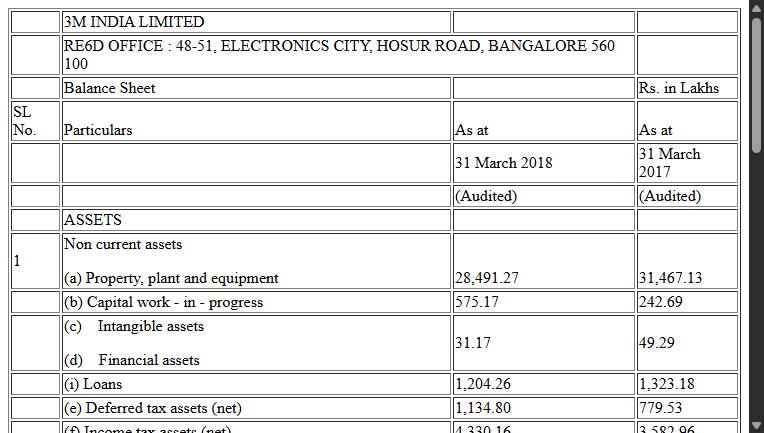 3M INDIA LIMITED
RE6D OFFICE : 48-51, ELECTRONICS CITY, HOSUR ROAD, BANGALORE 560
100
Balance Sheet Rs. in Lakhs
SL
No. Particulars As at As at
31 March 2018 31 March
2017
(Audited) (Audited)
ASSETS
1 Non current assets
(a) Property, plant and equipment 28,491.27 31,467.13
(b) Capital work - in - progress 575.17 242.69
(c) Intangible assets
31.17 49.29
(d) Financial assets
(i) Loans 1,204.26 1,323.18
(e) Deferred tax assets (net) 1,134.80 779.53
(f) Income tax assets (net) 4,330.16 3,582.96